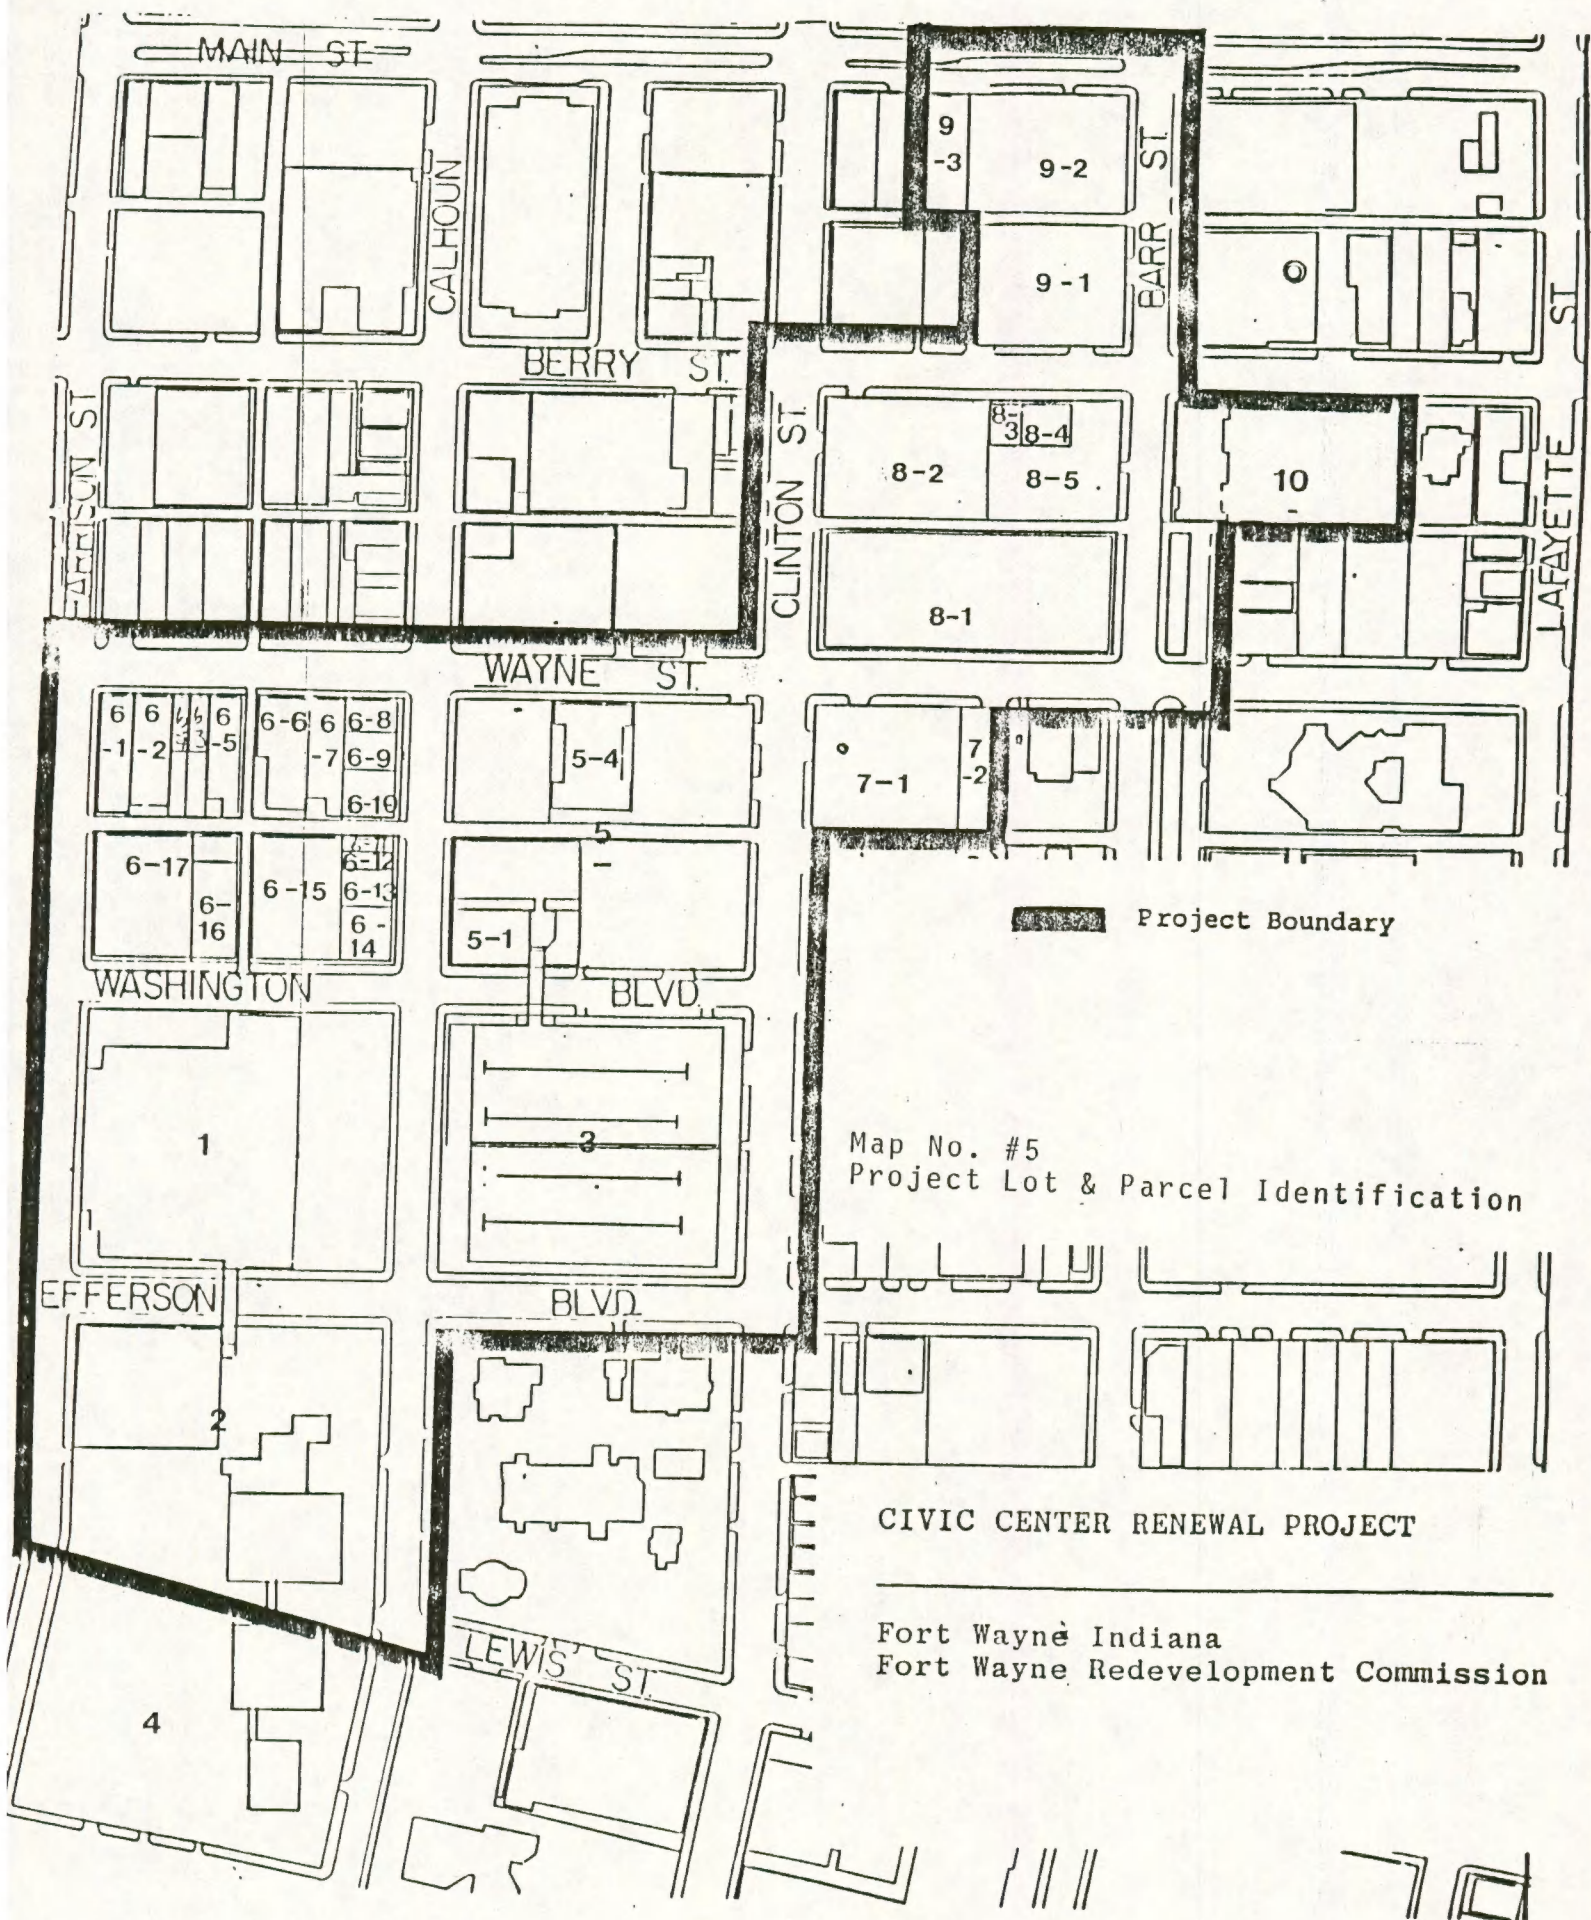 MAIN ST
CALHOUN
9
-3
9-2
BARR ST.
9-1
ST
BERRY ST.
HARRISON ST
CLINTON ST.
8-2
8-
3
8-4
8-5
10
LAFAYETTE
8-1
WAYNE ST.
6
-1
6
-2
6
-5
6-6
6
-7
6-8
6-9
6-10
5-4
7-1
7
-2
5
6-17
6-
16
6-15
6-12
6-13
6-
14
5-1
Project Boundary
WASHINGTON BLVD.
1
3
Map No. #5
Project Lot & Parcel Identification
EFFERSON BLVD.
2
CIVIC CENTER RENEWAL PROJECT
Fort Wayne Indiana
Fort Wayne Redevelopment Commission
LEWIS ST.
4